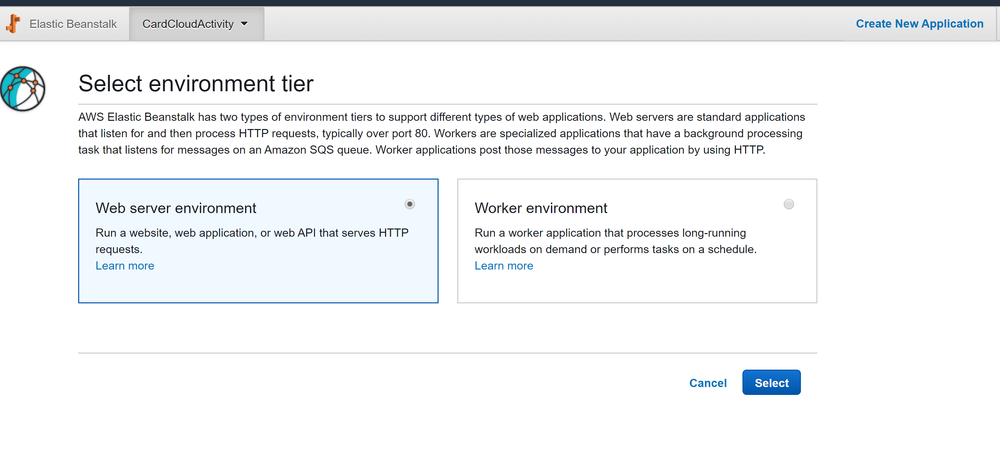 Elastic Beanstalk
CardCloudActivity
Create New Application
Select environment tier
AWS Elastic Beanstalk has two types of environment tiers to support different types of web applications. Web servers are standard applications
that listen for and then process HTTP requests, typically over port 80. Workers are specialized applications that have a background processing
task that listens for messages on an Amazon SQS queue. Worker applications post those messages to your application by using HTTP.
Web server environment
Run a website, web application, or web API that serves HTTP
requests.
Learn more
Worker environment
Run a worker application that processes long-running
workloads on demand or performs tasks on a schedule.
Learn more
Cancel
Select